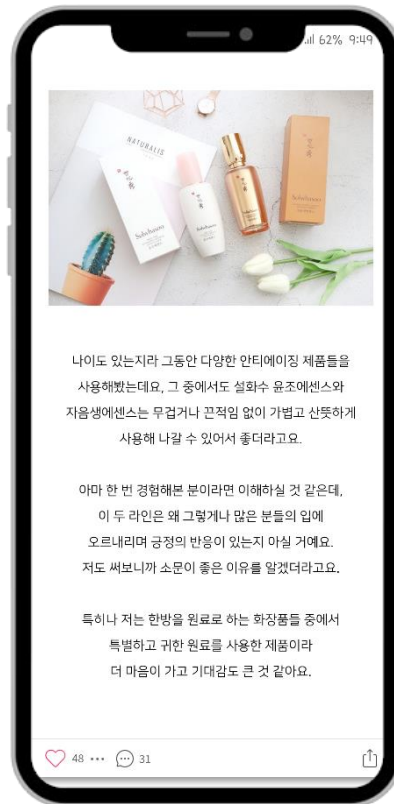 62% 9:49
NATURALIS
Sulwhasoo
Sulwhasoo
나이도 있는지라 그동안 다양한 안티에이징 제품들을
사용해봤는데요, 그 중에서도 설화수 윤조에센스와
자음생에센스는 무겁거나 끈적임 없이 가볍고 산뜻하게
사용해 나갈 수 있어서 좋더라고요.
아마 한 번 경험해본 분이라면 이해하실 것 같은데,
이 두 라인은 왜 그렇게나 많은 분들의 입에
오르내리며 긍정의 반응이 있는지 아실 거예요.
저도 써보니까 소문이 좋은 이유를 알겠더라고요.
특히나 저는 한방을 원료로 하는 화장품들 중에서
특별하고 귀한 원료를 사용한 제품이라
더 마음이 가고 기대감도 큰 것 같아요.
48 ••• 31